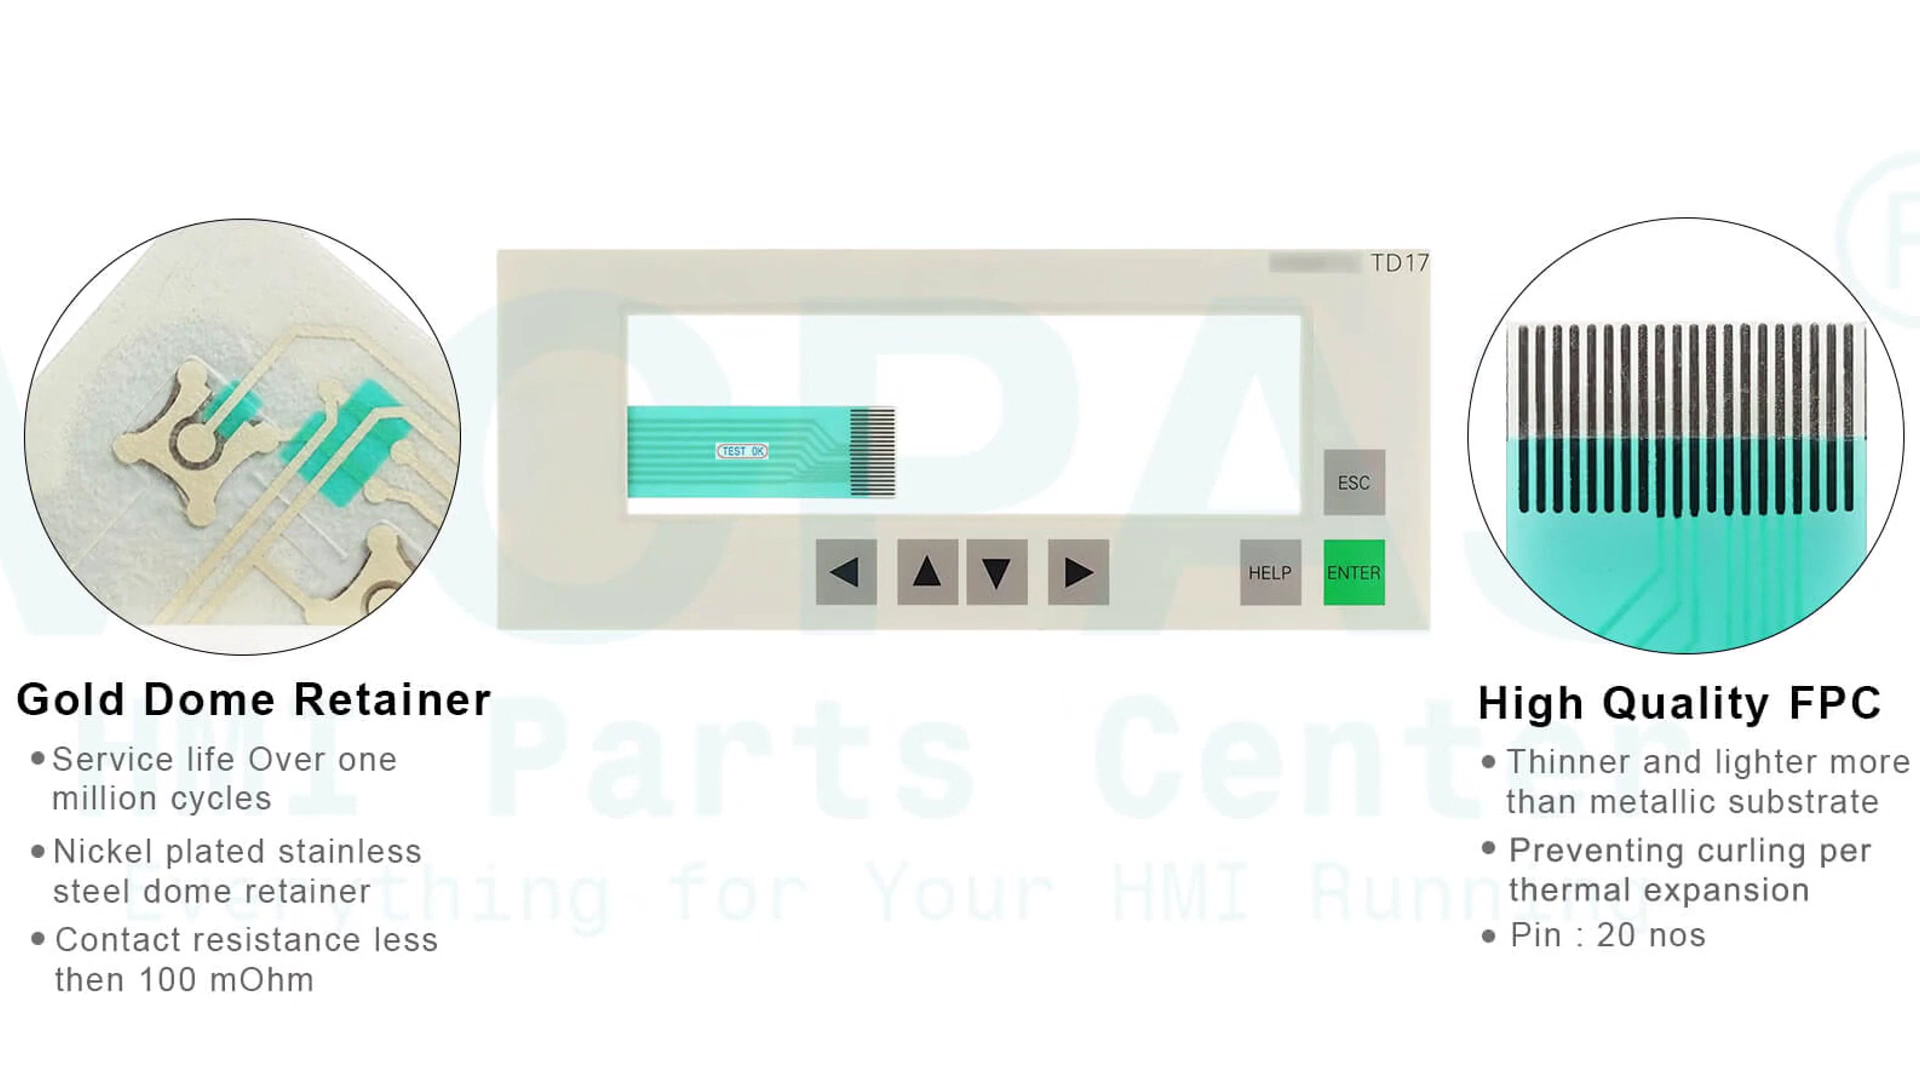 TD17
TEST OK
ESC
HELP
ENTER
Gold Dome Retainer
•Service life Over one
million cycles
•Nickel plated stainless
steel dome retainer
•Contact resistance less
then 100 mOhm
High Quality FPC
• Thinner and lighter more
than metallic substrate
• Preventing curling per
thermal expansion
• Pin : 20 nos
HMI Parts Center
Everything for Your HMI Running